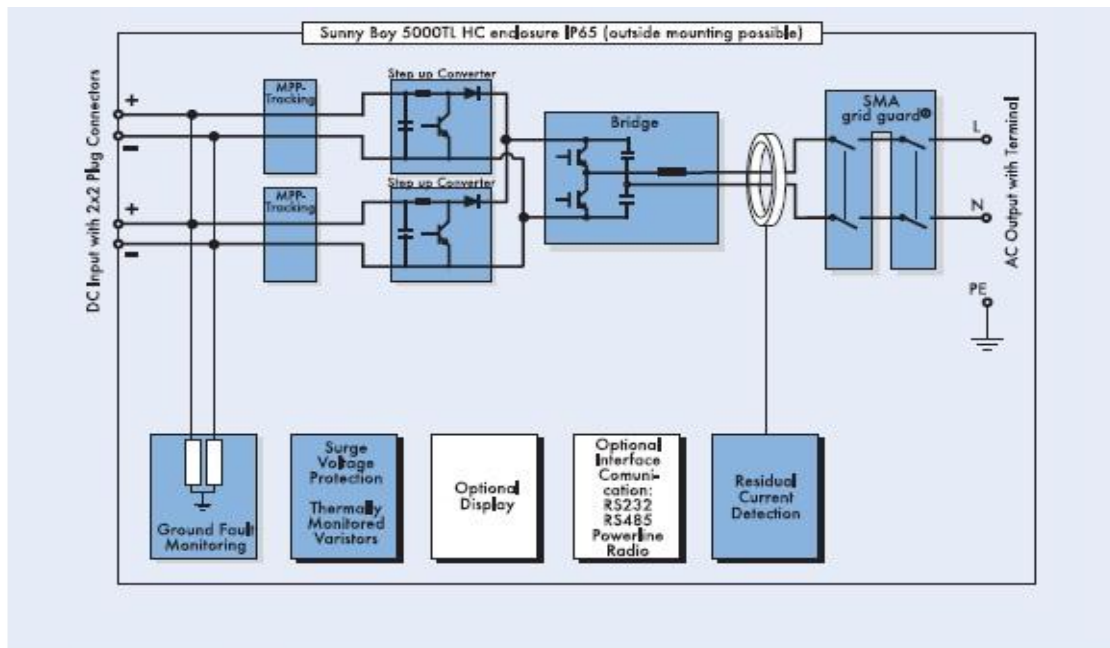 Sunny Boy 5000TL HC enclosure IP65 (outside mounting possible)
DC Input with 2x2 Plug Connectors
+
−
+
−
MPP-
Tracking
Step up Converter
MPP-
Tracking
Step up Converter
Bridge
SMA
grid guard®
L
N
PE
AC Output with Terminal
Ground Fault
Monitoring
Surge
Voltage
Protection
Thermally
Monitored
Varistors
Optional
Display
Optional
Interface
Comuni-
cation:
RS232
RS485
Powerline
Radio
Residual
Current
Detection